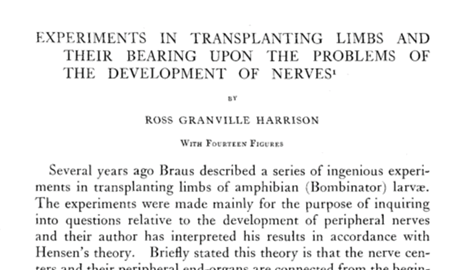 EXPERIMENTS IN TRANSPLANTING LIMBS AND
THEIR BEARING UPON THE PROBLEMS OF
THE DEVELOPMENT OF NERVES¹
BY
ROSS GRANVILLE HARRISON
WITH FOURTEEN FIGURES
Several years ago Braus described a series of ingenious experi-
ments in transplanting limbs of amphibian (Bombinator) larvæ.
The experiments were made mainly for the purpose of inquiring
into questions relative to the development of peripheral nerves
and their author has interpreted his results in accordance with
Hensen's theory. Briefly stated this theory is that the nerve cen-
ters and their peripheral end-organs are connected from the begin-